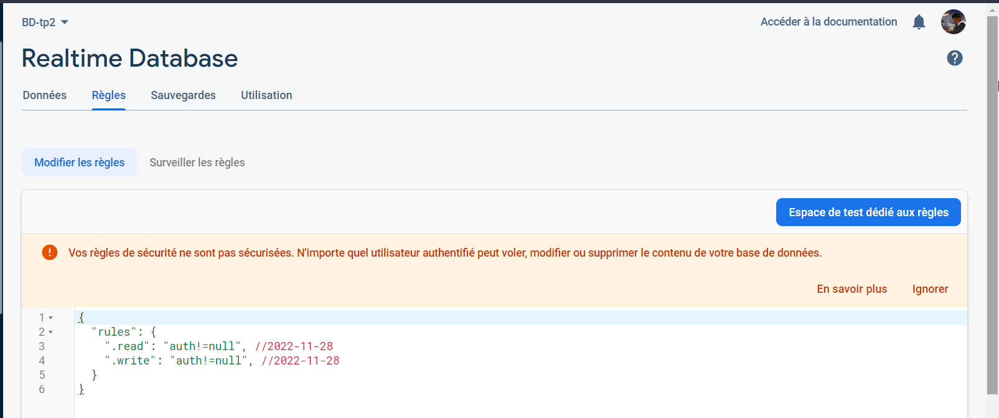 BD-tp2
Accéder à la documentation
Realtime Database
Données Règles Sauvegardes Utilisation
Modifier les règles Surveiller les règles
Espace de test dédié aux règles
Vos règles de sécurité ne sont pas sécurisées. N'importe quel utilisateur authentifié peut voler, modifier ou supprimer le contenu de votre base de données.
En savoir plus Ignorer
1 {
2 "rules": {
3 ".read": "auth!=null", //2022-11-28
4 ".write": "auth!=null", //2022-11-28
5 }
6 }